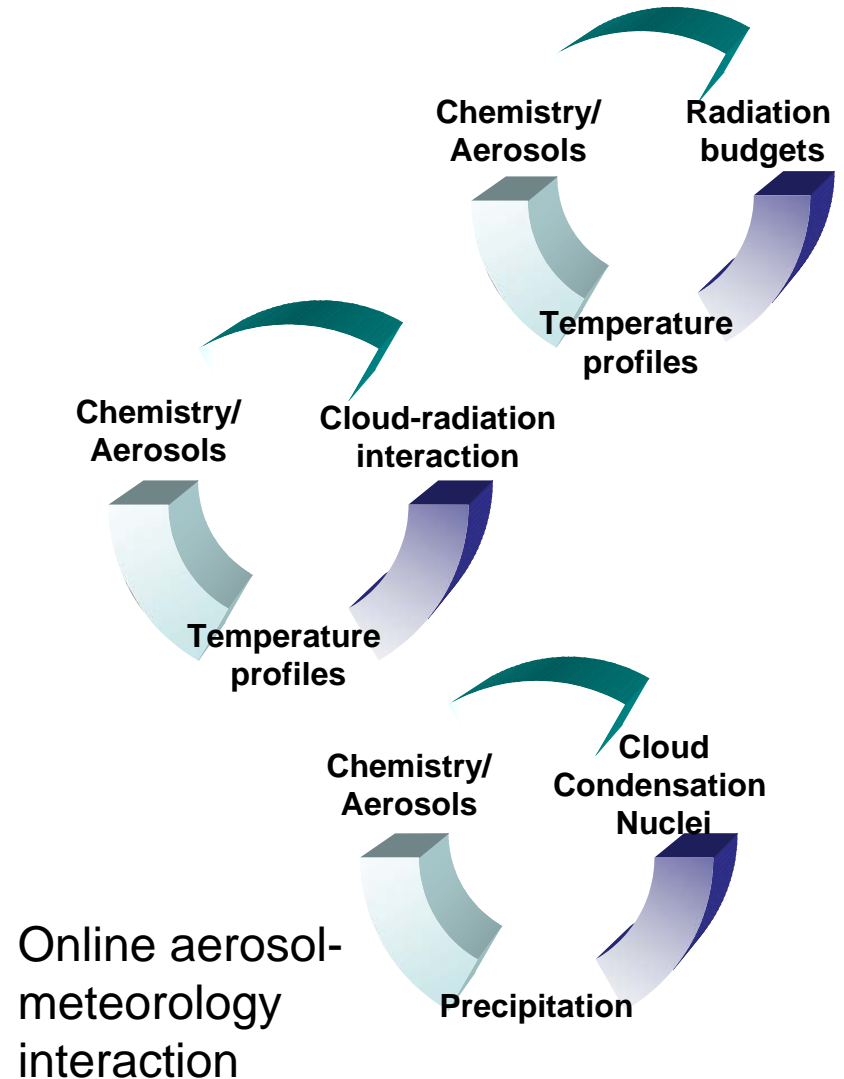 Chemistry/
Aerosols
Radiation
budgets
Temperature
profiles
Chemistry/
Aerosols
Cloud-radiation
interaction
Temperature
profiles
Chemistry/
Aerosols
Cloud
Condensation
Nuclei
Precipitation
Online aerosol-
meteorology
interaction